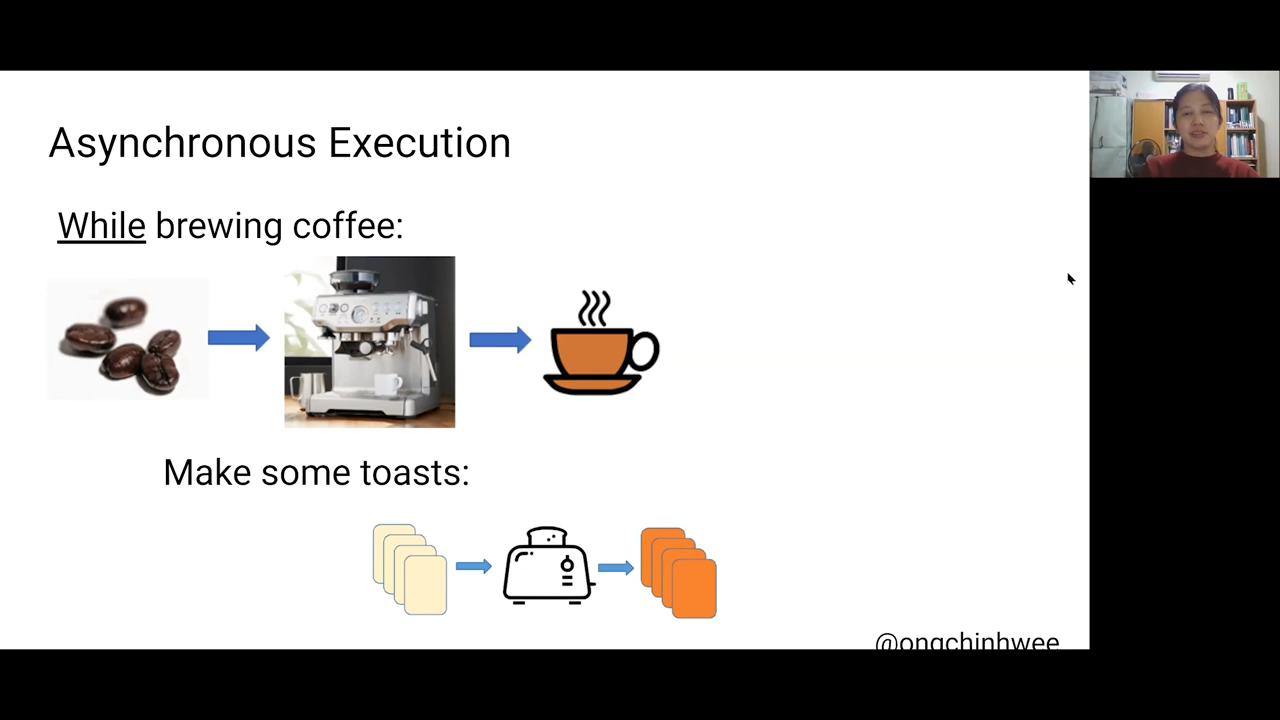 Asynchronous Execution
While brewing coffee:
Make some toasts:
@ongchinhwee